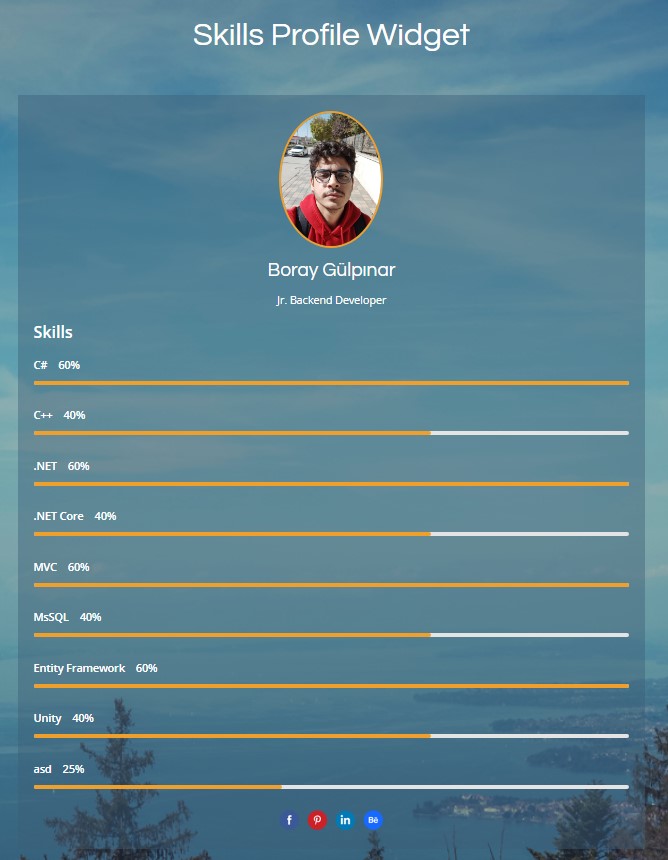 Skills Profile Widget
Boray Gülpınar
Jr. Backend Developer
Skills
C# 60%
C++ 40%
.NET 60%
.NET Core 40%
MVC 60%
MsSQL 40%
Entity Framework 60%
Unity 40%
asd 25%
f in Bē